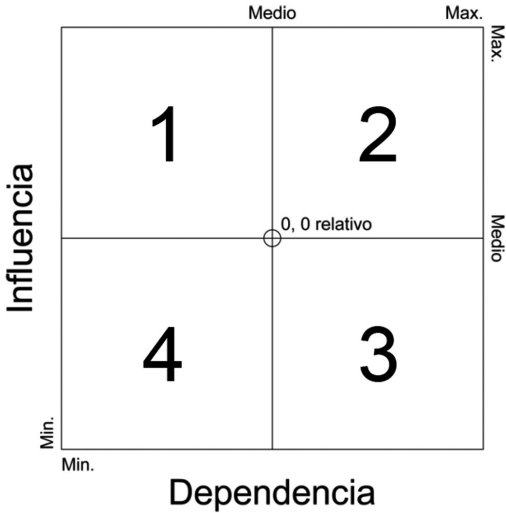 Medio
Max.
Max.
1
2
0, 0 relativo
Influencia
Medio
4
3
Min.
Min.
Dependencia